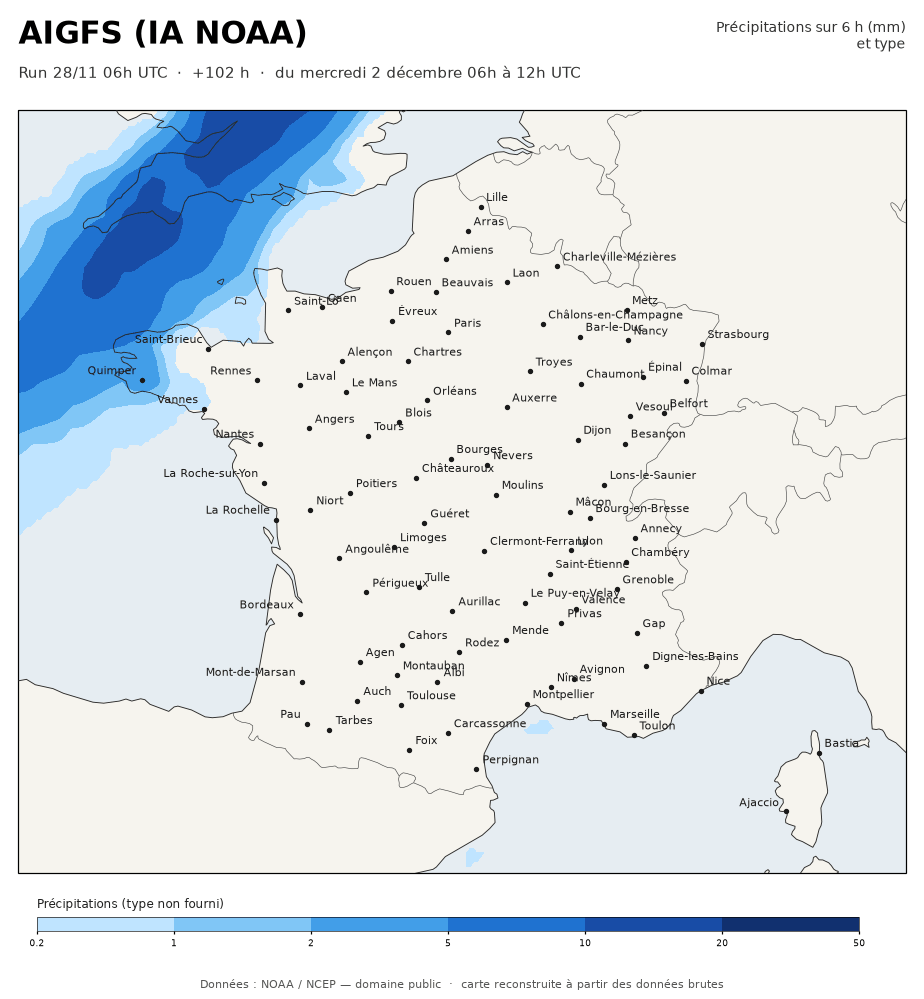 AIGFS (IA NOAA)
Précipitations sur 6 h (mm)
et type
Run 28/11 06h UTC · +102 h · du mercredi 2 décembre 06h à 12h UTC
Lille
Arras
Amiens
Charleville-Mézières
Laon
Rouen
Beauvais
Saint-Lô
Caen
Metz
Évreux
Châlons-en-Champagne
Paris
Bar-le-Duc
Nancy
Strasbourg
Saint-Brieuc
Alençon
Chartres
Troyes
Épinal
Quimper
Rennes
Laval
Le Mans
Chaumont
Colmar
Orléans
Vannes
Auxerre
Vesoul
Belfort
Blois
Angers
Tours
Nantes
Dijon
Besançon
Bourges
Nevers
La Roche-sur-Yon
Châteauroux
Lons-le-Saunier
Poitiers
Moulins
Niort
La Rochelle
Guéret
Mâcon
Bourg-en-Bresse
Limoges
Annecy
Angoulême
Clermont-Ferrand
Lyon
Chambéry
Saint-Étienne
Périgueux
Tulle
Grenoble
Le Puy-en-Velay
Valence
Bordeaux
Aurillac
Privas
Mende
Gap
Cahors
Rodez
Agen
Digne-les-Bains
Mont-de-Marsan
Montauban
Albi
Nîmes
Avignon
Nice
Auch
Toulouse
Montpellier
Pau
Tarbes
Carcassonne
Marseille
Toulon
Foix
Bastia
Perpignan
Ajaccio
Précipitations (type non fourni)
0.2 1 2 5 10 20 50
Données : NOAA / NCEP — domaine public · carte reconstruite à partir des données brutes